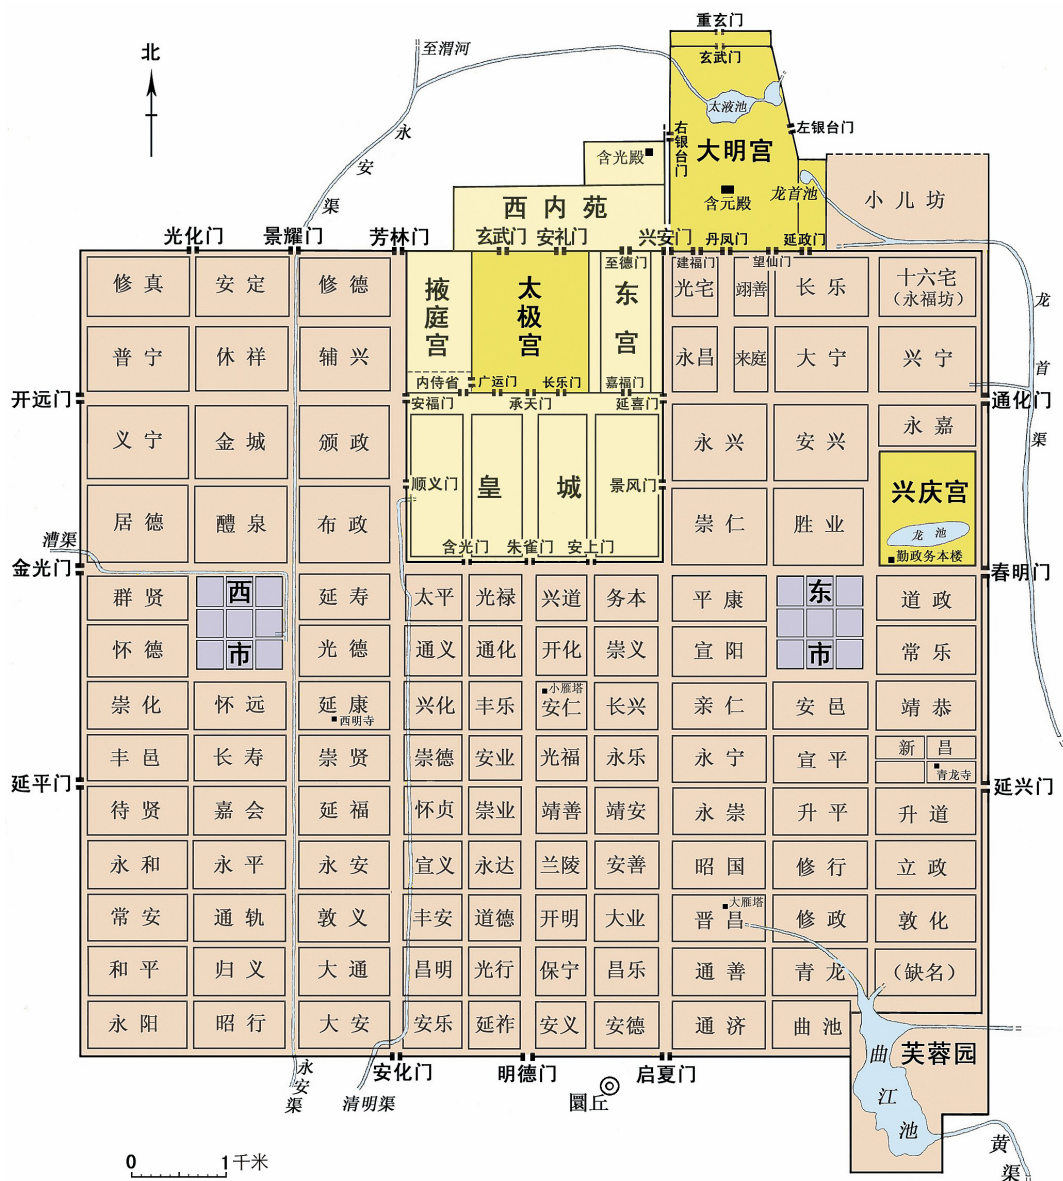 重玄门
北
至渭河
玄武门
太液池
永安渠
右银台门
左银台门
大明宫
含光殿
含元殿
龙首池
小儿坊
西内苑
光化门
景耀门
芳林门
玄武门
安礼门
兴安门
丹凤门
延政门
至德门
建福门
望仙门
修真
安定
修德
掖庭宫
太极宫
东宫
光宅
翊善
长乐
十六宅
（永福坊）
龙首渠
普宁
休祥
辅兴
永昌
来庭
大宁
兴宁
内侍省
广运门
长乐门
嘉福门
开远门
安福门
承天门
延喜门
通化门
义宁
金城
颁政
永兴
安兴
永嘉
顺义门
皇城
景风门
兴庆宫
居德
醴泉
布政
崇仁
胜业
龙池
漕渠
含光门
朱雀门
安上门
勤政务本楼
金光门
春明门
群贤
西市
延寿
太平
光禄
兴道
务本
平康
东市
道政
怀德
光德
通义
通化
开化
崇义
宣阳
常乐
崇化
怀远
延康
西明寺
兴化
丰乐
小雁塔
安仁
长兴
亲仁
安邑
靖恭
丰邑
长寿
崇贤
崇德
安业
光福
永乐
永宁
宣平
新昌
青龙寺
延平门
延兴门
待贤
嘉会
延福
怀贞
崇业
靖善
靖安
永崇
升平
升道
永和
永平
永安
宣义
永达
兰陵
安善
昭国
修行
立政
大雁塔
常安
通轨
敦义
丰安
道德
开明
大业
晋昌
修政
敦化
和平
归义
大通
昌明
光行
保宁
昌乐
通善
青龙
（缺名）
永阳
昭行
大安
安乐
延祚
安义
安德
通济
曲池
芙蓉园
曲江池
安化门
明德门
启夏门
永安渠
清明渠
圜丘
黄渠
0 1千米